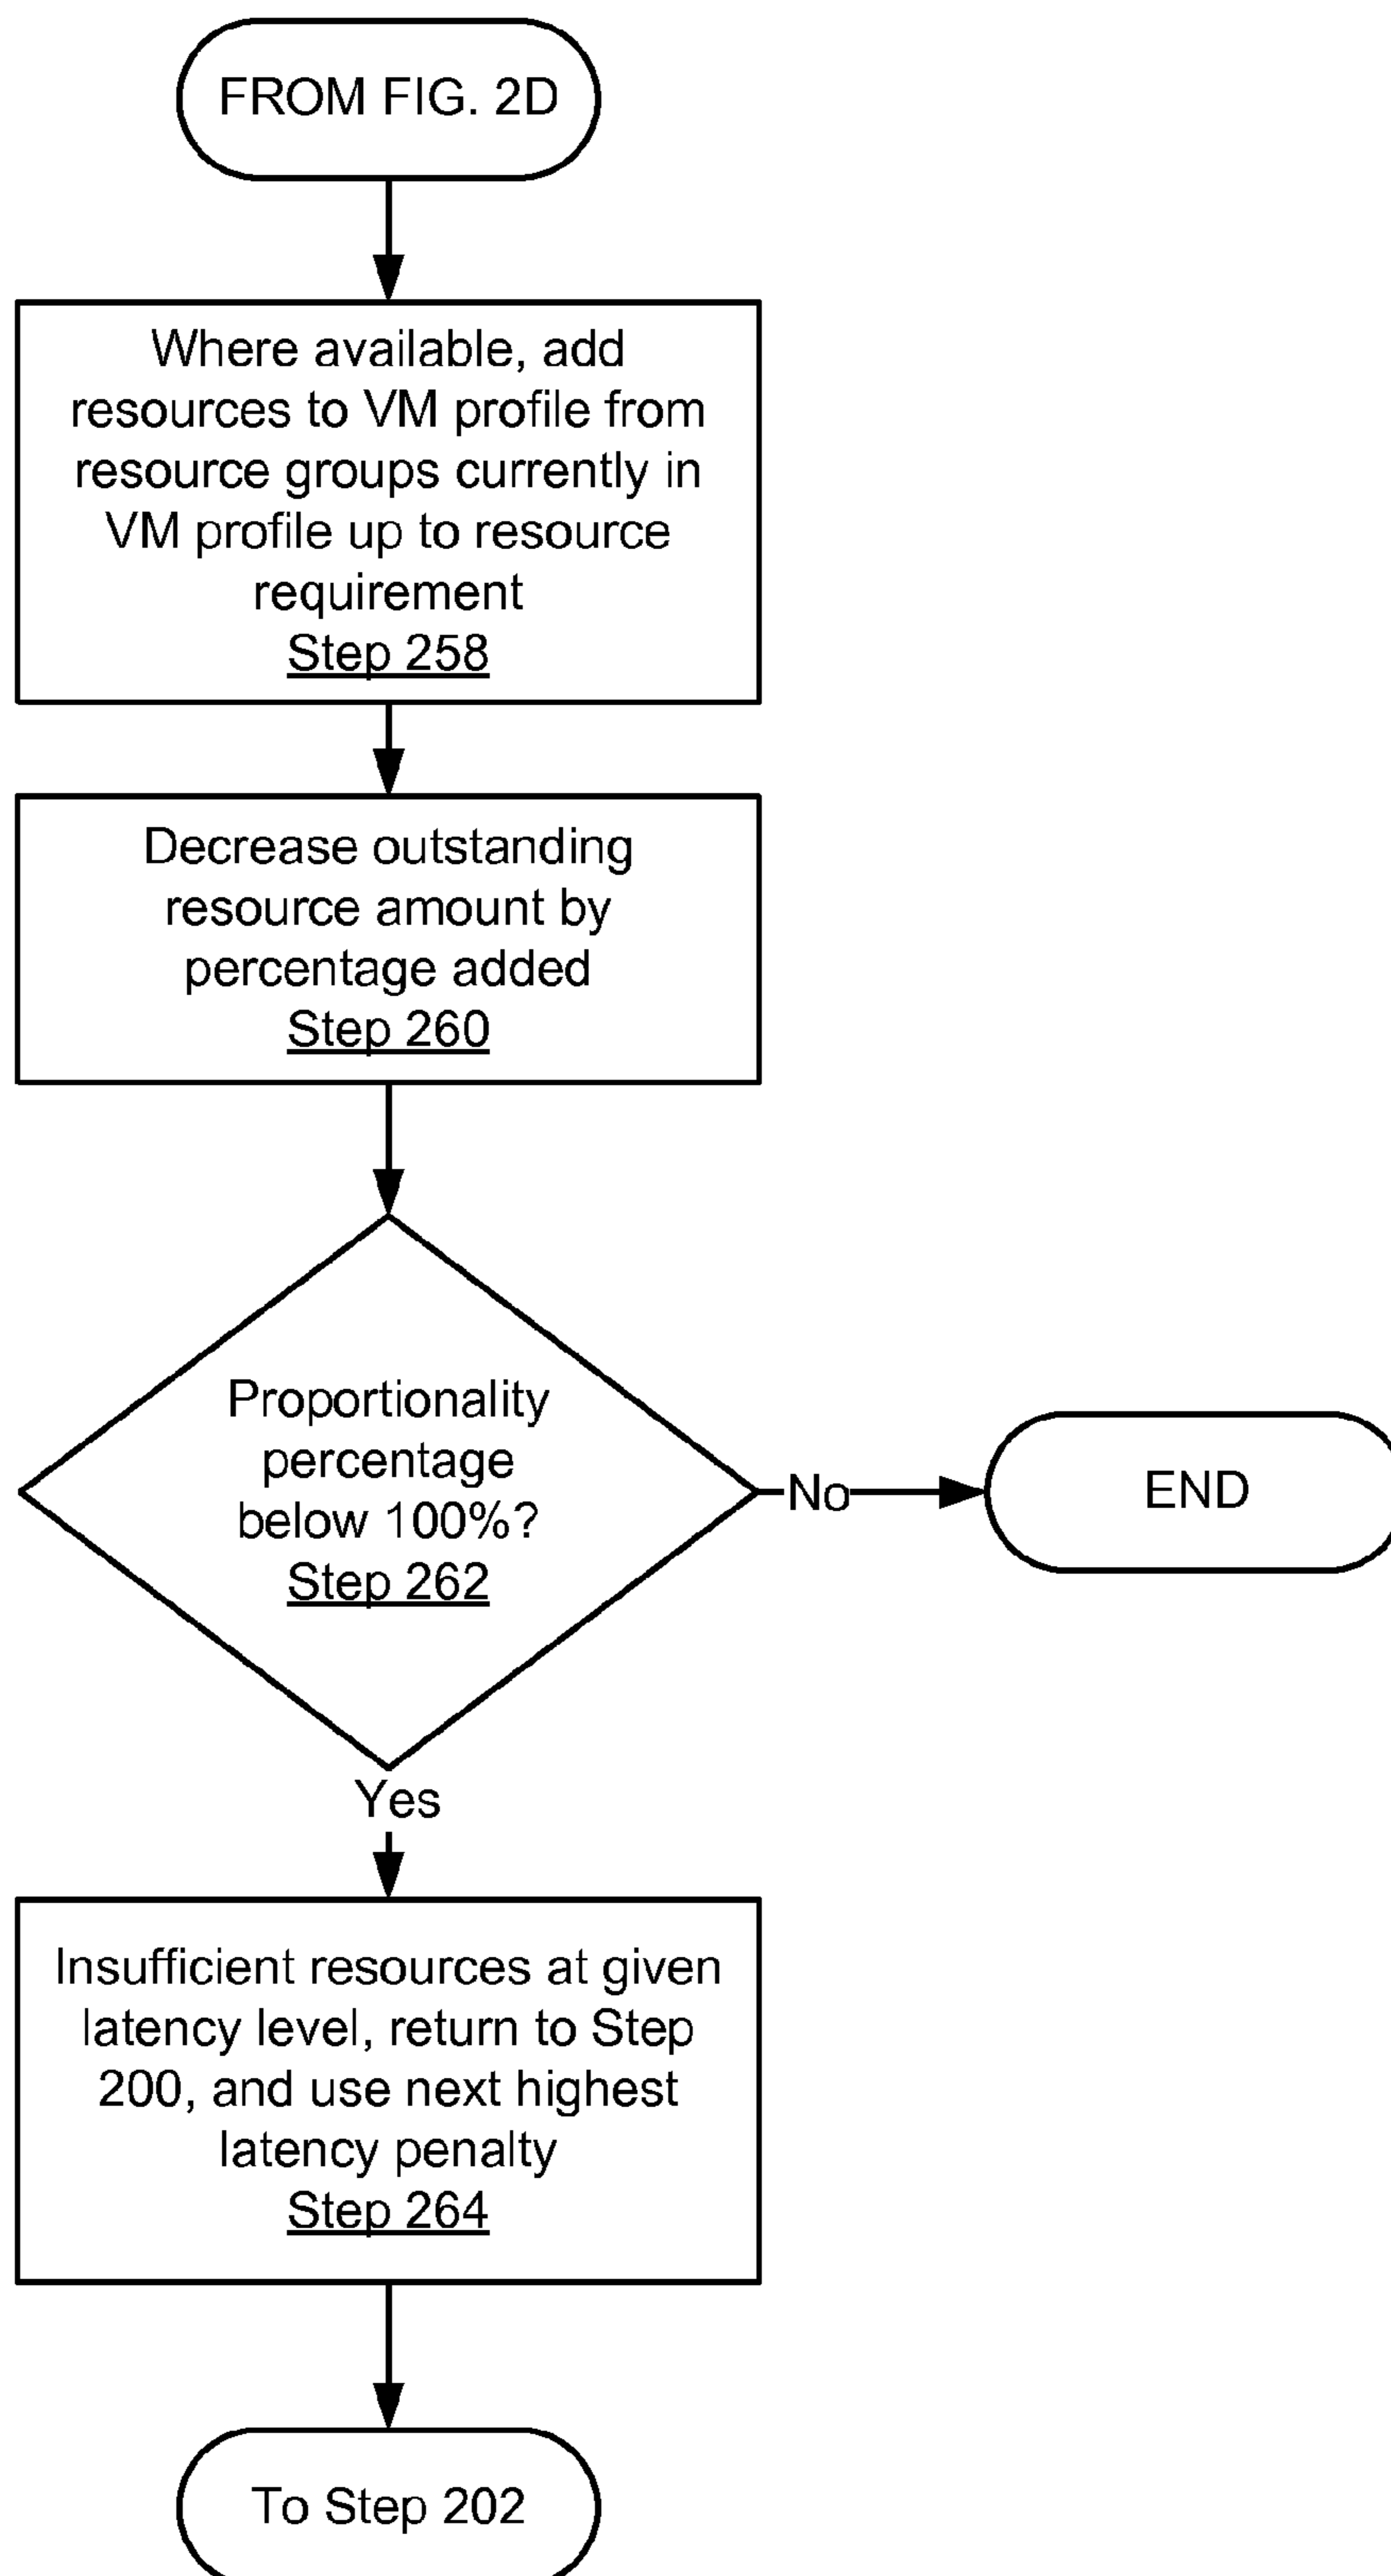 FROM FIG. 2D
Where available, add
resources to VM profile from
resource groups currently in
VM profile up to resource
requirement
Step 258
Decrease outstanding
resource amount by
percentage added
Step 260
Proportionality
percentage
below 100%?
Step 262
No
END
Yes
Insufficient resources at given
latency level, return to Step
200, and use next highest
latency penalty
Step 264
To Step 202